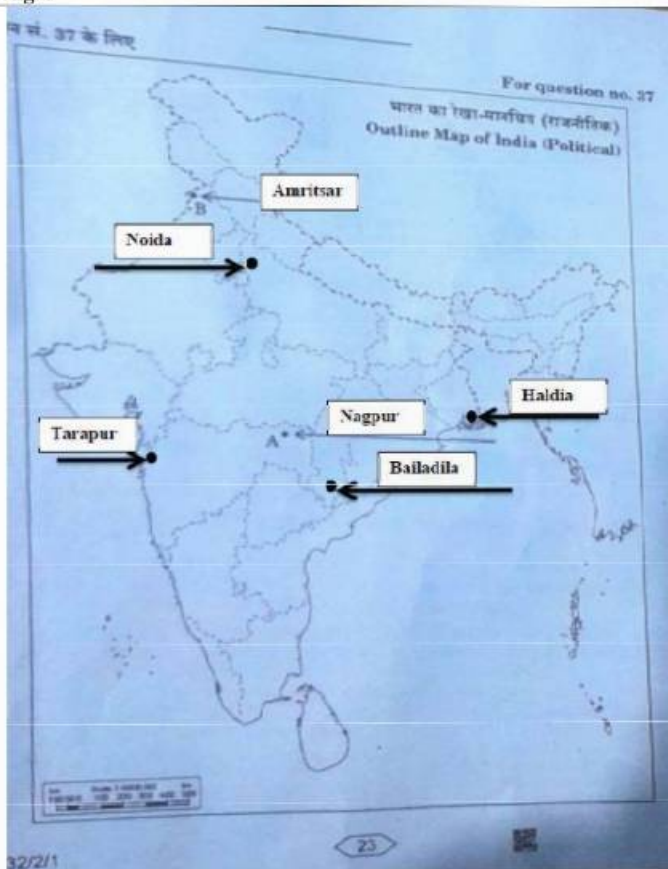 न सं. 37 के लिए
For question no. 37
भारत का रेखा-मानचित्र (राजनीतिक)
Outline Map of India (Political)
Amritsar
B
Noida
Haldia
Nagpur
A
Tarapur
Bailadila
23
32/2/1